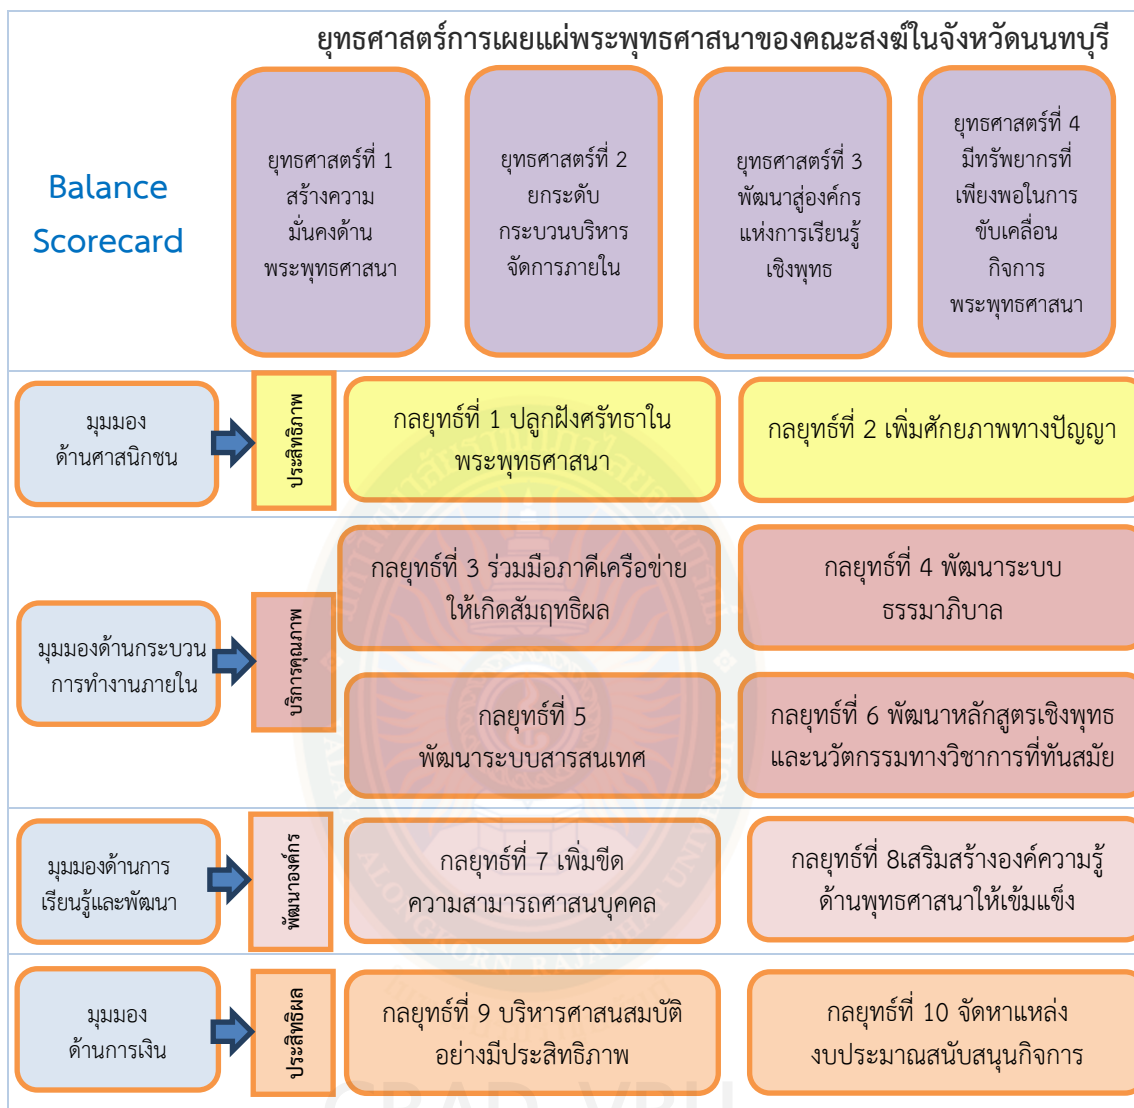 ยุทธศาสตร์การเผยแผ่พระพุทธศาสนาของคณะสงฆ์ในจังหวัดนนทบุรี
Balance
Scorecard
ยุทธศาสตร์ที่ 1
สร้างความ
มั่นคงด้าน
พระพุทธศาสนา
ยุทธศาสตร์ที่ 2
ยกระดับ
กระบวนบริหาร
จัดการภายใน
ยุทธศาสตร์ที่ 3
พัฒนาสู่องค์กร
แห่งการเรียนรู้
เชิงพุทธ
ยุทธศาสตร์ที่ 4
มีทรัพยากรที่
เพียงพอในการ
ขับเคลื่อน
กิจการ
พระพุทธศาสนา
มุมมอง
ด้านศาสนิกชน
ประสิทธิภาพ
กลยุทธ์ที่ 1 ปลูกฝังศรัทธาใน
พระพุทธศาสนา
กลยุทธ์ที่ 2 เพิ่มศักยภาพทางปัญญา
มุมมองด้านกระบวน
การทำงานภายใน
บริการคุณภาพ
กลยุทธ์ที่ 3 ร่วมมือภาคีเครือข่าย
ให้เกิดสัมฤทธิผล
กลยุทธ์ที่ 4 พัฒนาระบบ
ธรรมาภิบาล
กลยุทธ์ที่ 5
พัฒนาระบบสารสนเทศ
กลยุทธ์ที่ 6 พัฒนาหลักสูตรเชิงพุทธ
และนวัตกรรมทางวิชาการที่ทันสมัย
มุมมองด้านการ
เรียนรู้และพัฒนา
พัฒนาองค์กร
กลยุทธ์ที่ 7 เพิ่มขีด
ความสามารถศาสนบุคคล
กลยุทธ์ที่ 8เสริมสร้างองค์ความรู้
ด้านพุทธศาสนาให้เข้มแข็ง
มุมมอง
ด้านการเงิน
ประสิทธิผล
กลยุทธ์ที่ 9 บริหารศาสนสมบัติ
อย่างมีประสิทธิภาพ
กลยุทธ์ที่ 10 จัดหาแหล่ง
งบประมาณสนับสนุนกิจการ
GRAD VRU